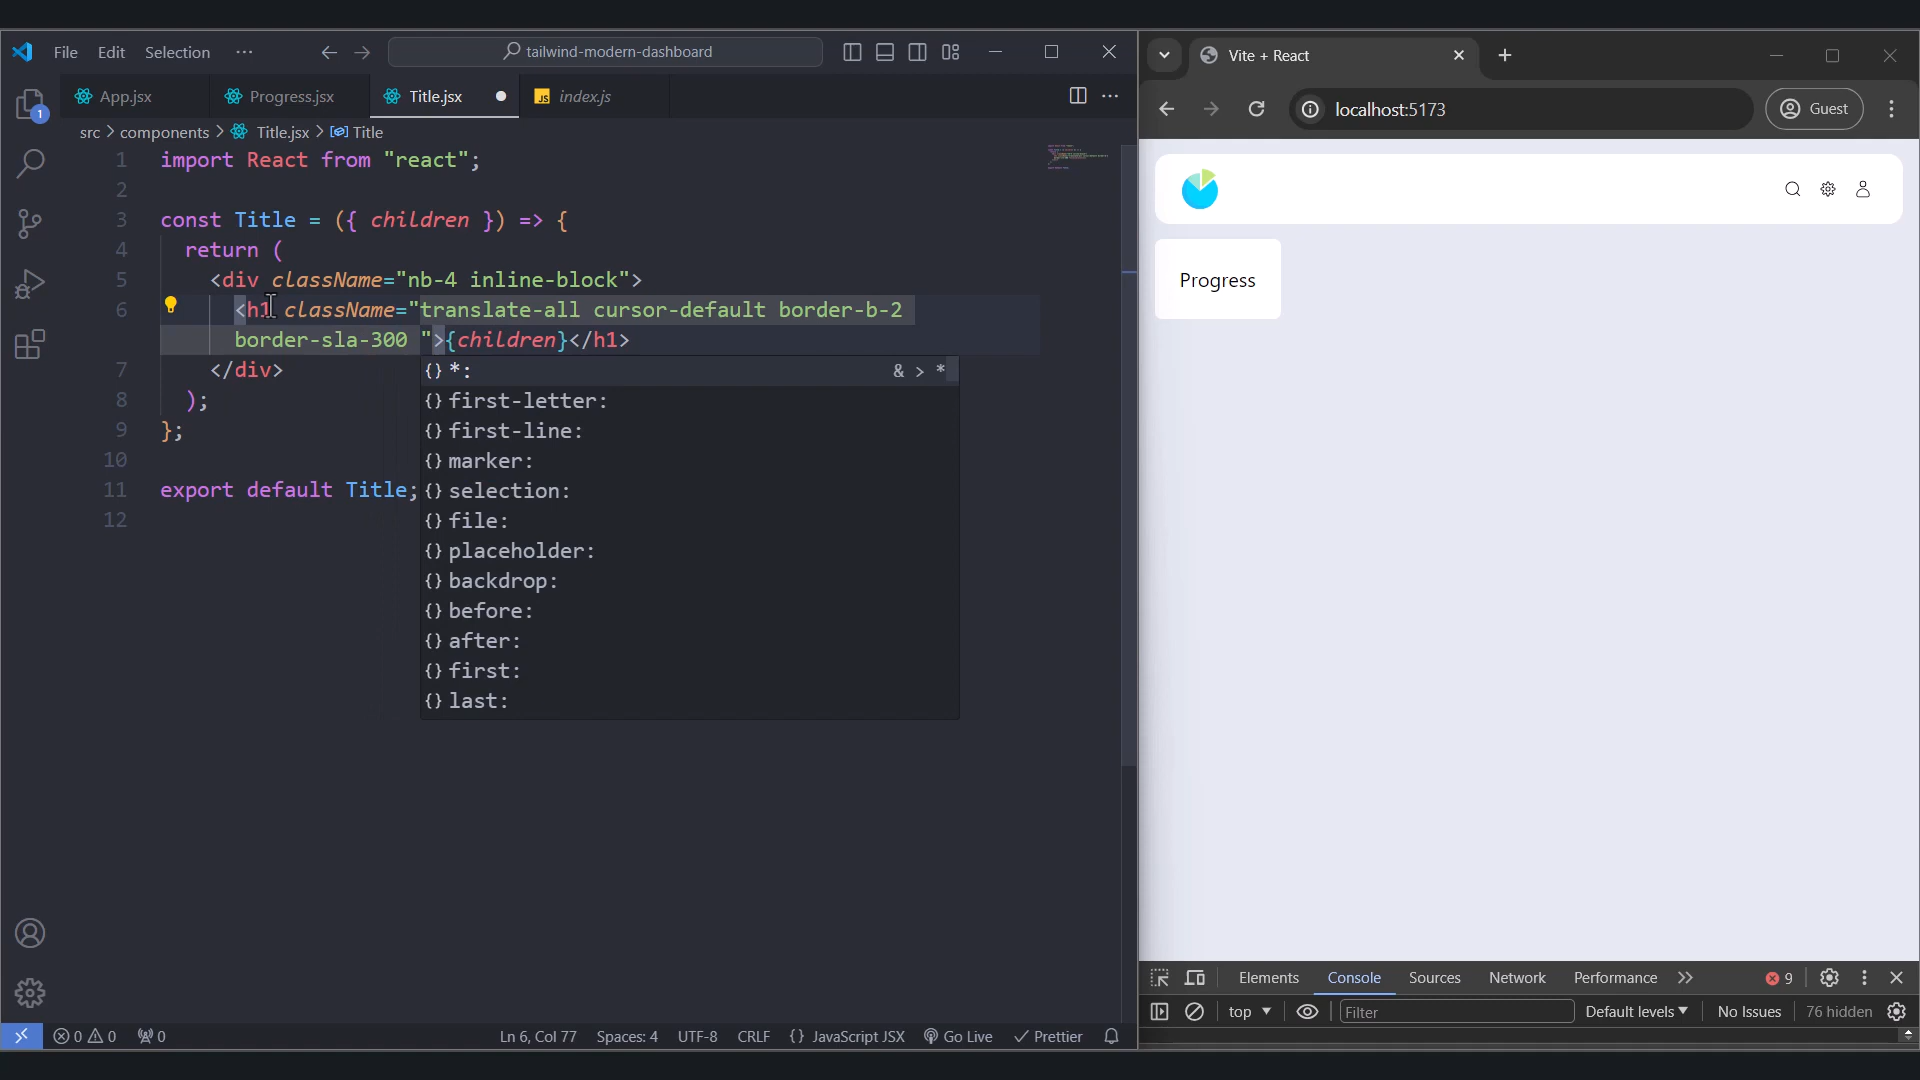 File Edit Selection ··· tailwind-modern-dashboard
App.jsx Progress.jsx Title.jsx index.js
src > components > Title.jsx > Title
1 import React from "react";
2
3 const Title = ({ children }) => {
4 return (
5 <div className="nb-4 inline-block">
6 <h1 className="translate-all cursor-default border-b-2
border-sla-300 ">{children}</h1>
7 </div>
8 );
9 };
10
11 export default Title;
12
{} *: & > *
{} first-letter:
{} first-line:
{} marker:
{} selection:
{} file:
{} placeholder:
{} backdrop:
{} before:
{} after:
{} first:
{} last:
1
0 0 0 Ln 6, Col 77 Spaces: 4 UTF-8 CRLF {} JavaScript JSX Go Live Prettier
Vite + React
localhost:5173 Guest
Progress
Elements Console Sources Network Performance 9
top Filter Default levels No Issues 76 hidden